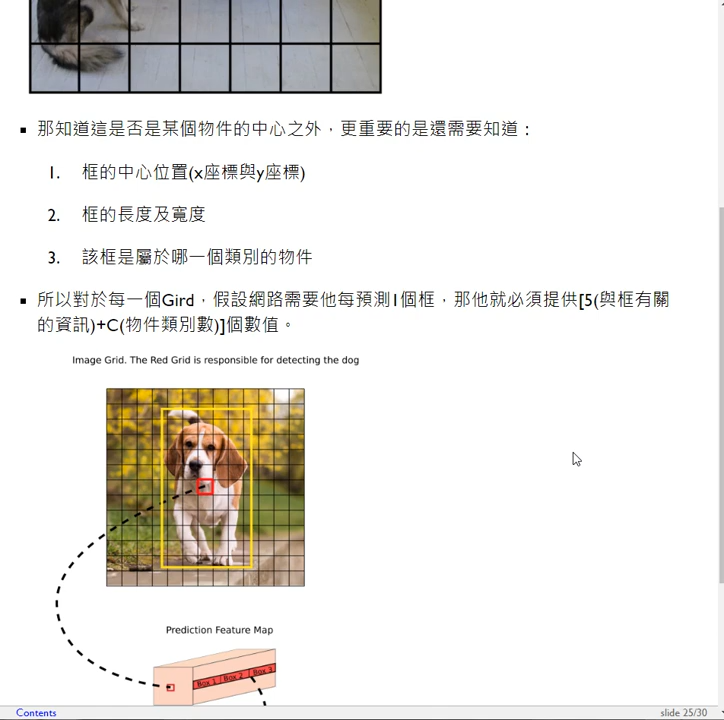 ▪ 那知道這是否是某個物件的中心之外，更重要的是還需要知道：
1. 框的中心位置(x座標與y座標)
2. 框的長度及寬度
3. 該框是屬於哪一個類別的物件
▪ 所以對於每一個Gird，假設網路需要他每預測1個框，那他就必須提供[5(與框有關
的資訊)+C(物件類別數)]個數值。
Image Grid. The Red Grid is responsible for detecting the dog
Prediction Feature Map
Box 1 Box 2 Box 3
Contents
slide 25/30